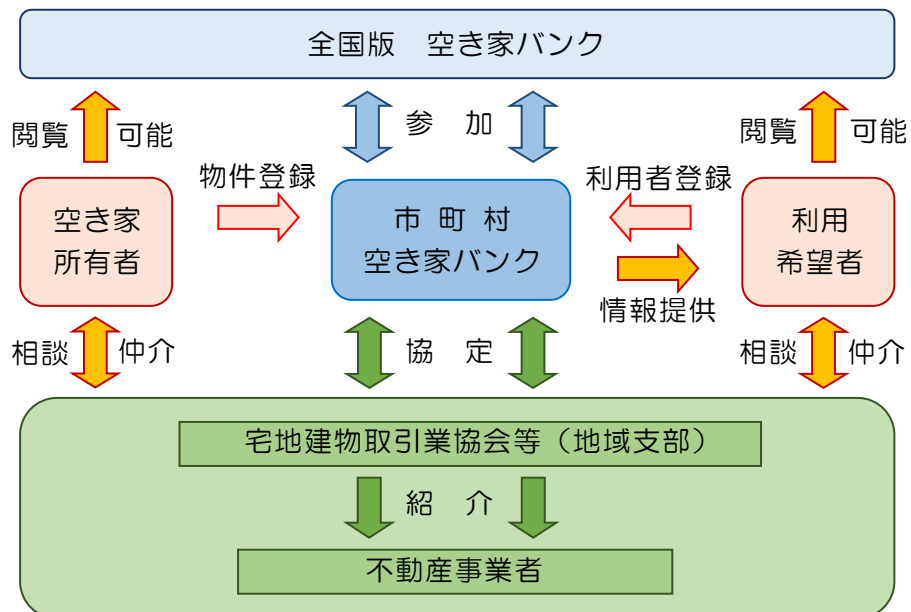 全国版　空き家バンク
閲覧 可能
参　加
閲覧 可能
物件登録
利用者登録
空き家
所有者
市 町 村
空き家バンク
利用
希望者
情報提供
相談 仲介
協　定
相談 仲介
宅地建物取引業協会等（地域支部）
紹　介
不動産事業者